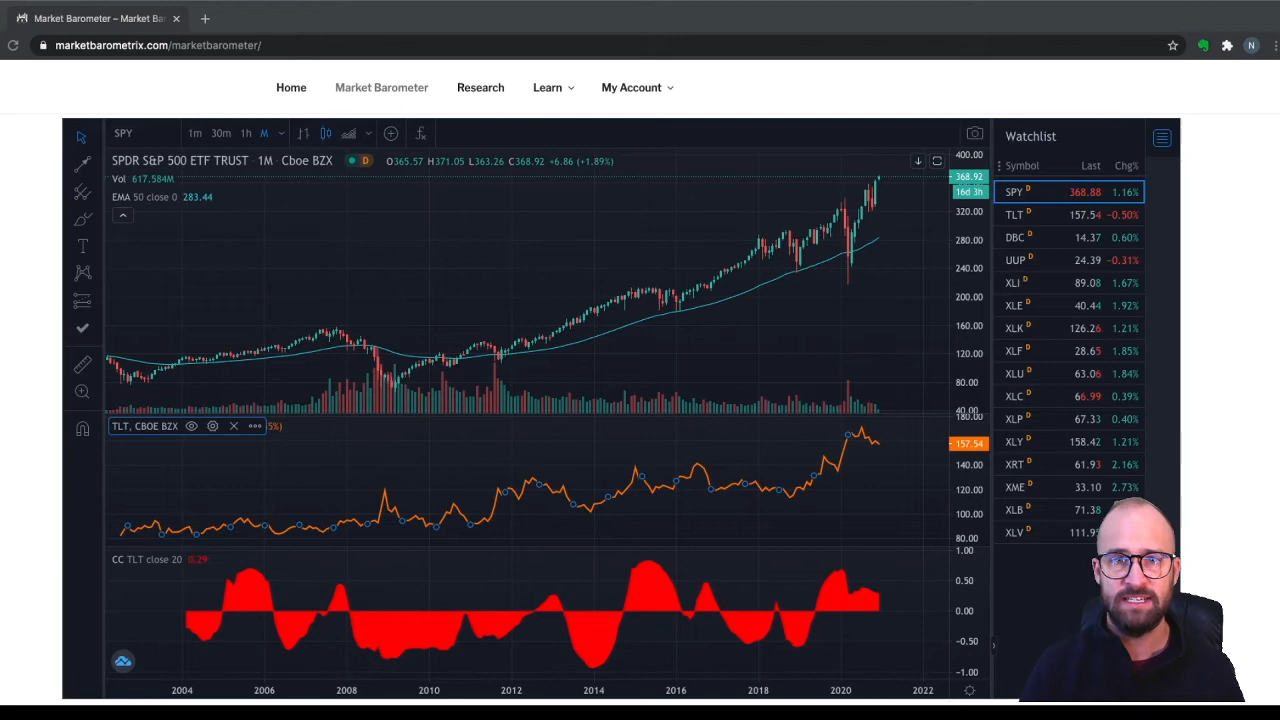 Market Barometer – Market Ba
marketbarometrix.com/marketbarometer/
N
Home Market Barometer Research Learn My Account
SPY 1m 30m 1h M
SPDR S&P 500 ETF TRUST · 1M · Cboe BZX D O365.57 H371.05 L363.26 C368.92 +6.86 (+1.89%)
Vol 617.584M
EMA 50 close 0 283.44
400.00
368.92
16d 3h
320.00
280.00
240.00
200.00
160.00
120.00
80.00
40.00
TLT, CBOE BZX 5%)
180.00
157.54
140.00
120.00
100.00
80.00
CC TLT close 20 0.29
1.00
0.50
0.00
−0.50
−1.00
2004 2006 2008 2010 2012 2014 2016 2018 2020 2022
Watchlist
Symbol Last Chg%
SPY D 368.88 1.16%
TLT D 157.54 −0.50%
DBC D 14.37 0.60%
UUP D 24.39 −0.31%
XLI D 89.08 1.67%
XLE D 40.44 1.92%
XLK D 126.26 1.21%
XLF D 28.65 1.85%
XLU D 63.06 1.84%
XLC D 66.99 0.39%
XLP D 67.33 0.40%
XLY D 158.42 1.21%
XRT D 61.93 2.16%
XME D 33.10 2.73%
XLB D 71.38
XLV D 111.9